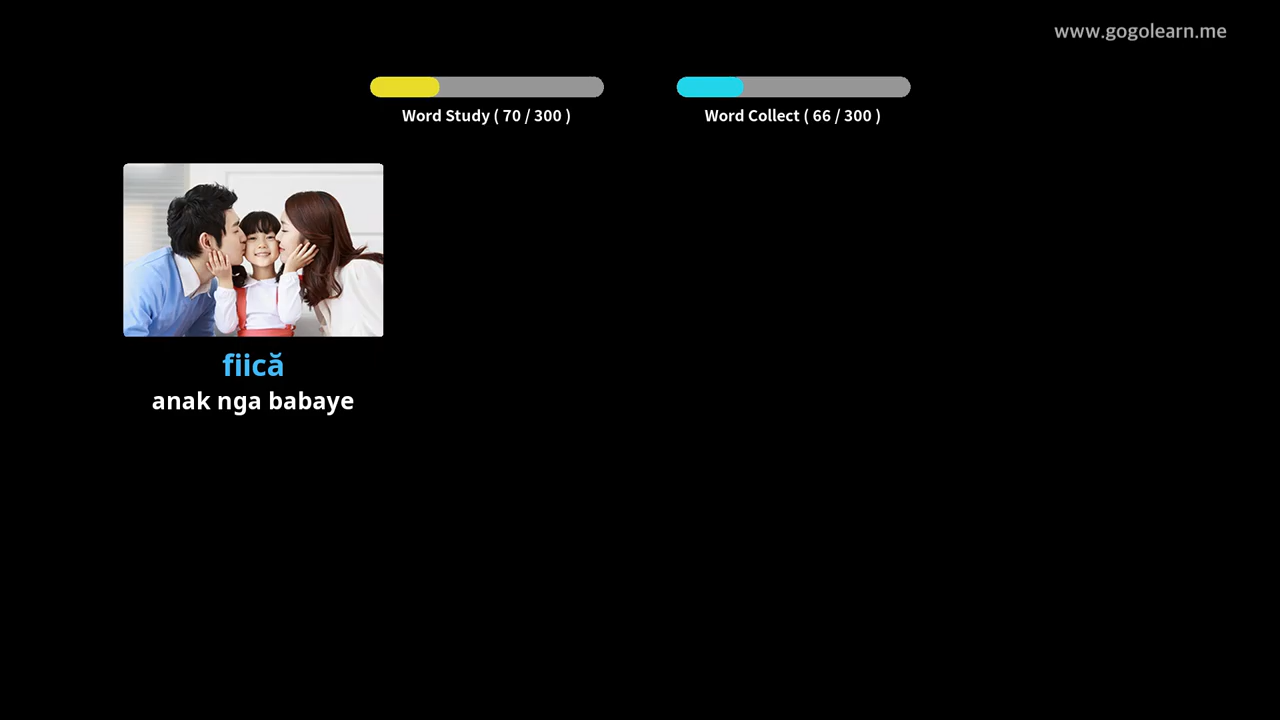 www.gogolearn.me
Word Study ( 70 / 300 )
Word Collect ( 66 / 300 )
fiică
anak nga babaye